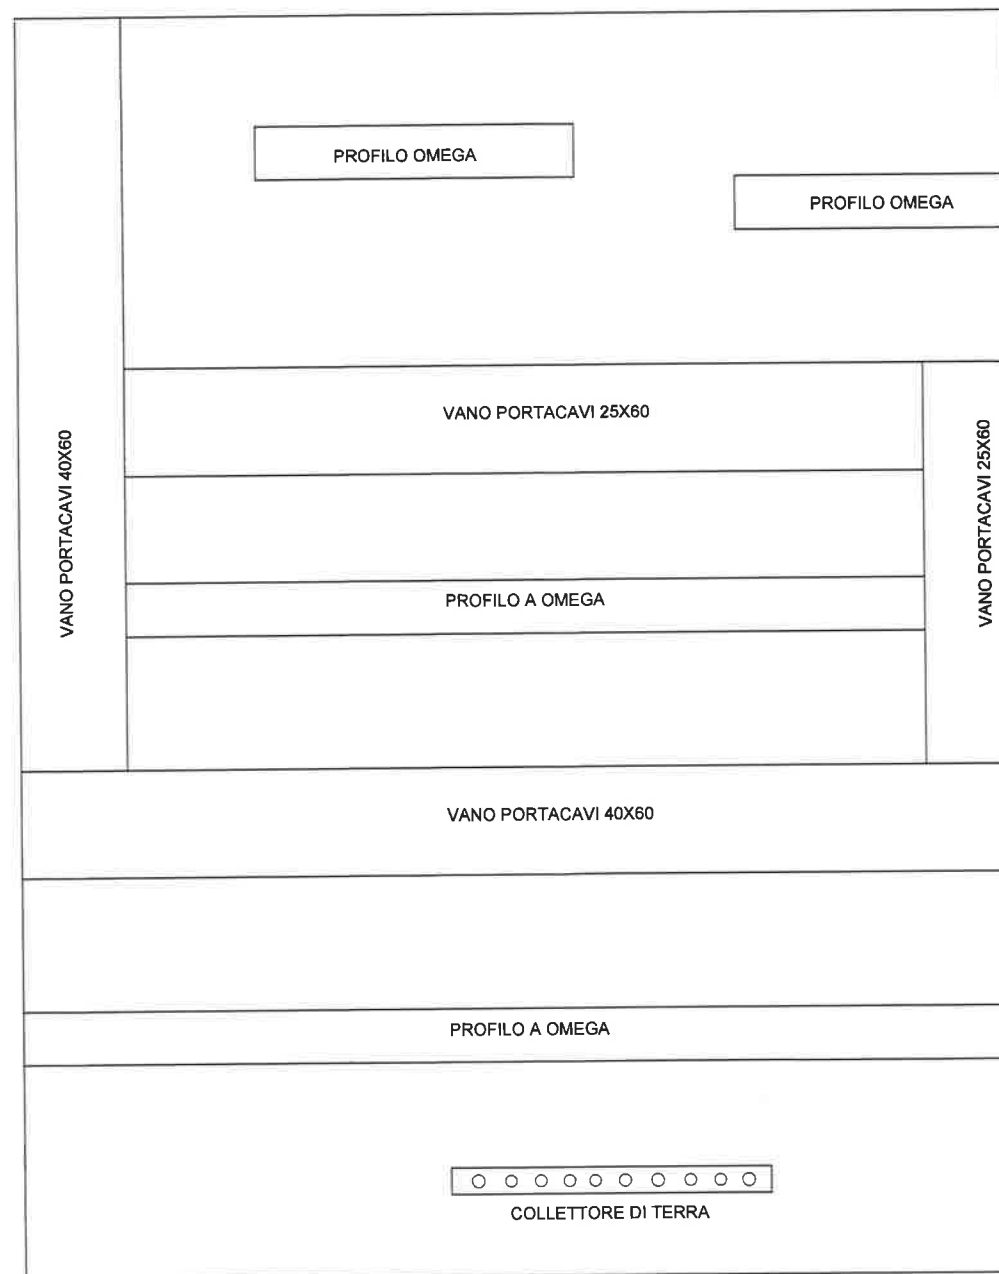 PROFILO OMEGA
PROFILO OMEGA
VANO PORTACAVI 25X60
VANO PORTACAVI 40X60
VANO PORTACAVI 25X60
PROFILO A OMEGA
VANO PORTACAVI 40X60
PROFILO A OMEGA
COLLETTORE DI TERRA